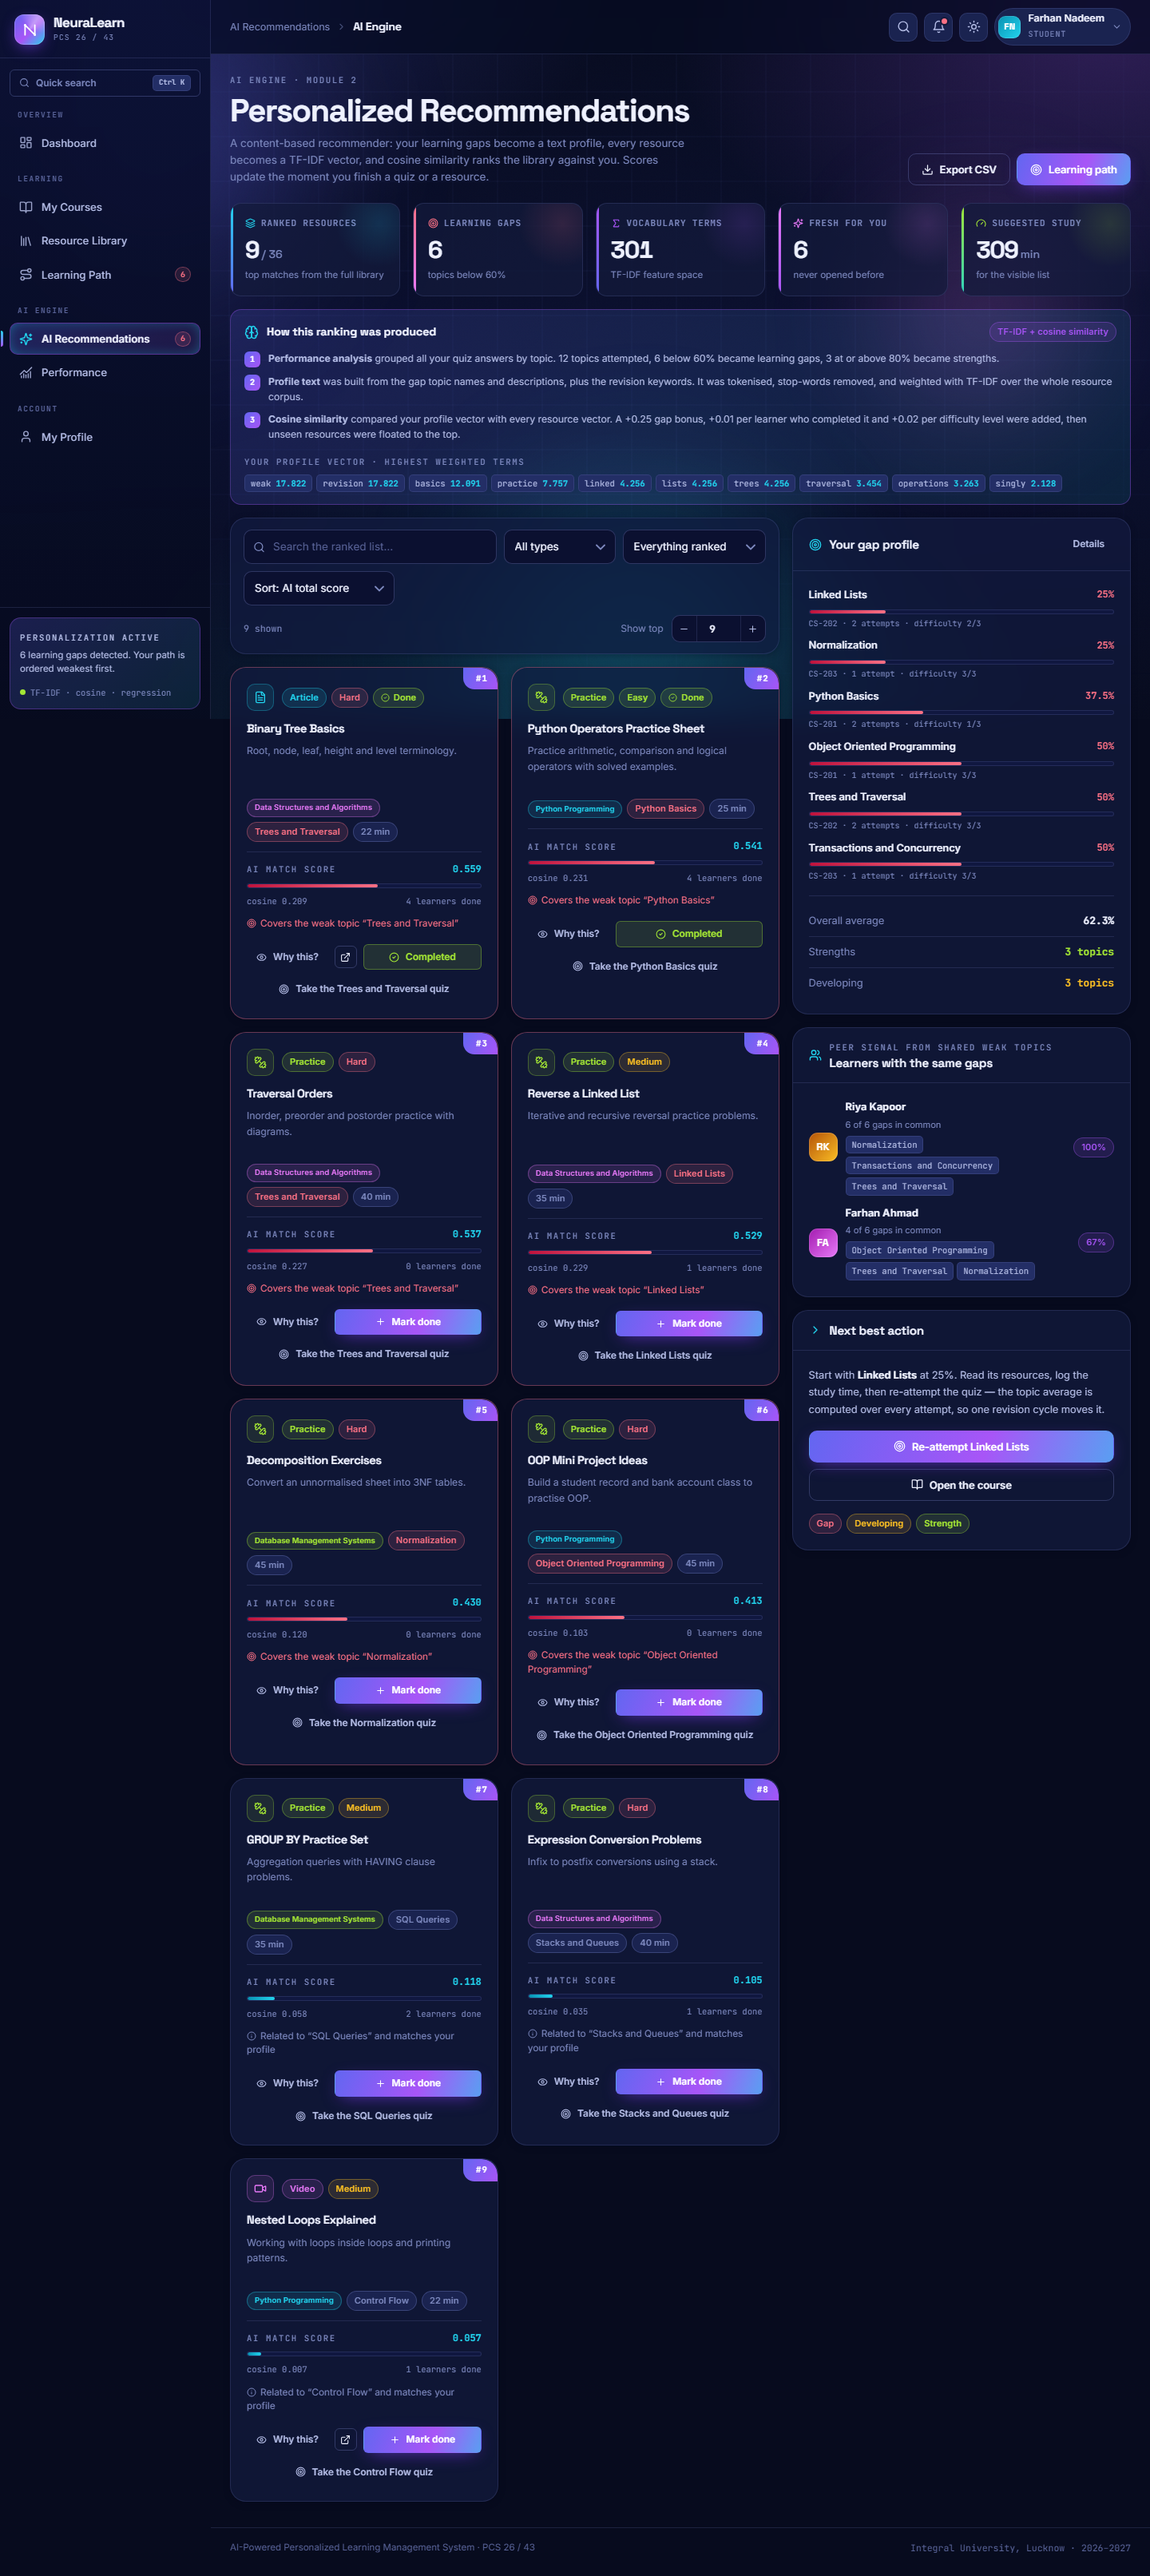 NeuraLearn
PCS 26 / 43
Quick search
Ctrl K
OVERVIEW
Dashboard
LEARNING
My Courses
Resource Library
Learning Path
6
AI ENGINE
AI Recommendations
6
Performance
ACCOUNT
My Profile
PERSONALIZATION ACTIVE
6 learning gaps detected. Your path is
ordered weakest first.
TF-IDF · cosine · regression
AI Recommendations
AI Engine
FN
Farhan Nadeem
STUDENT
AI ENGINE · MODULE 2
Personalized Recommendations
A content-based recommender: your learning gaps become a text profile, every resource
becomes a TF-IDF vector, and cosine similarity ranks the library against you. Scores
update the moment you finish a quiz or a resource.
Export CSV
Learning path
RANKED RESOURCES
9 / 36
top matches from the full library
LEARNING GAPS
6
topics below 60%
VOCABULARY TERMS
301
TF-IDF feature space
FRESH FOR YOU
6
never opened before
SUGGESTED STUDY
309 min
for the visible list
How this ranking was produced
TF-IDF + cosine similarity
1
Performance analysis grouped all your quiz answers by topic. 12 topics attempted, 6 below 60% became learning gaps, 3 at or above 80% became strengths.
2
Profile text was built from the gap topic names and descriptions, plus the revision keywords. It was tokenised, stop-words removed, and weighted with TF-IDF over the whole resource
corpus.
3
Cosine similarity compared your profile vector with every resource vector. A +0.25 gap bonus, +0.01 per learner who completed it and +0.02 per difficulty level were added, then
unseen resources were floated to the top.
YOUR PROFILE VECTOR · HIGHEST WEIGHTED TERMS
weak 17.822
revision 17.822
basics 12.091
practice 7.757
linked 4.256
lists 4.256
trees 4.256
traversal 3.454
operations 3.263
singly 2.128
Search the ranked list...
All types
Everything ranked
Sort: AI total score
9 shown
Show top
−
9
+
#1
Article
Hard
Done
Binary Tree Basics
Root, node, leaf, height and level terminology.
Data Structures and Algorithms
Trees and Traversal
22 min
AI MATCH SCORE
0.559
cosine 0.209
4 learners done
Covers the weak topic “Trees and Traversal”
Why this?
Completed
Take the Trees and Traversal quiz
#2
Practice
Easy
Done
Python Operators Practice Sheet
Practice arithmetic, comparison and logical
operators with solved examples.
Python Programming
Python Basics
25 min
AI MATCH SCORE
0.541
cosine 0.231
4 learners done
Covers the weak topic “Python Basics”
Why this?
Completed
Take the Python Basics quiz
#3
Practice
Hard
Traversal Orders
Inorder, preorder and postorder practice with
diagrams.
Data Structures and Algorithms
Trees and Traversal
40 min
AI MATCH SCORE
0.537
cosine 0.227
0 learners done
Covers the weak topic “Trees and Traversal”
Why this?
Mark done
Take the Trees and Traversal quiz
#4
Practice
Medium
Reverse a Linked List
Iterative and recursive reversal practice problems.
Data Structures and Algorithms
Linked Lists
35 min
AI MATCH SCORE
0.529
cosine 0.229
1 learners done
Covers the weak topic “Linked Lists”
Why this?
Mark done
Take the Linked Lists quiz
#5
Practice
Hard
Decomposition Exercises
Convert an unnormalised sheet into 3NF tables.
Database Management Systems
Normalization
45 min
AI MATCH SCORE
0.430
cosine 0.120
0 learners done
Covers the weak topic “Normalization”
Why this?
Mark done
Take the Normalization quiz
#6
Practice
Hard
OOP Mini Project Ideas
Build a student record and bank account class to
practise OOP.
Python Programming
Object Oriented Programming
45 min
AI MATCH SCORE
0.413
cosine 0.103
0 learners done
Covers the weak topic “Object Oriented
Programming”
Why this?
Mark done
Take the Object Oriented Programming quiz
#7
Practice
Medium
GROUP BY Practice Set
Aggregation queries with HAVING clause
problems.
Database Management Systems
SQL Queries
35 min
AI MATCH SCORE
0.118
cosine 0.058
2 learners done
Related to “SQL Queries” and matches your
profile
Why this?
Mark done
Take the SQL Queries quiz
#8
Practice
Hard
Expression Conversion Problems
Infix to postfix conversions using a stack.
Data Structures and Algorithms
Stacks and Queues
40 min
AI MATCH SCORE
0.105
cosine 0.035
1 learners done
Related to “Stacks and Queues” and matches
your profile
Why this?
Mark done
Take the Stacks and Queues quiz
#9
Video
Medium
Nested Loops Explained
Working with loops inside loops and printing
patterns.
Python Programming
Control Flow
22 min
AI MATCH SCORE
0.057
cosine 0.007
1 learners done
Related to “Control Flow” and matches your
profile
Why this?
Mark done
Take the Control Flow quiz
Your gap profile
Details
Linked Lists
25%
CS-202 · 2 attempts · difficulty 2/3
Normalization
25%
CS-203 · 1 attempt · difficulty 3/3
Python Basics
37.5%
CS-201 · 2 attempts · difficulty 1/3
Object Oriented Programming
50%
CS-201 · 1 attempt · difficulty 3/3
Trees and Traversal
50%
CS-202 · 2 attempts · difficulty 3/3
Transactions and Concurrency
50%
CS-203 · 1 attempt · difficulty 3/3
Overall average
62.3%
Strengths
3 topics
Developing
3 topics
PEER SIGNAL FROM SHARED WEAK TOPICS
Learners with the same gaps
RK
Riya Kapoor
6 of 6 gaps in common
Normalization
Transactions and Concurrency
Trees and Traversal
100%
FA
Farhan Ahmad
4 of 6 gaps in common
Object Oriented Programming
Trees and Traversal
Normalization
67%
Next best action
Start with Linked Lists at 25%. Read its resources, log the
study time, then re-attempt the quiz — the topic average is
computed over every attempt, so one revision cycle moves it.
Re-attempt Linked Lists
Open the course
Gap
Developing
Strength
AI-Powered Personalized Learning Management System · PCS 26 / 43
Integral University, Lucknow · 2026-2027